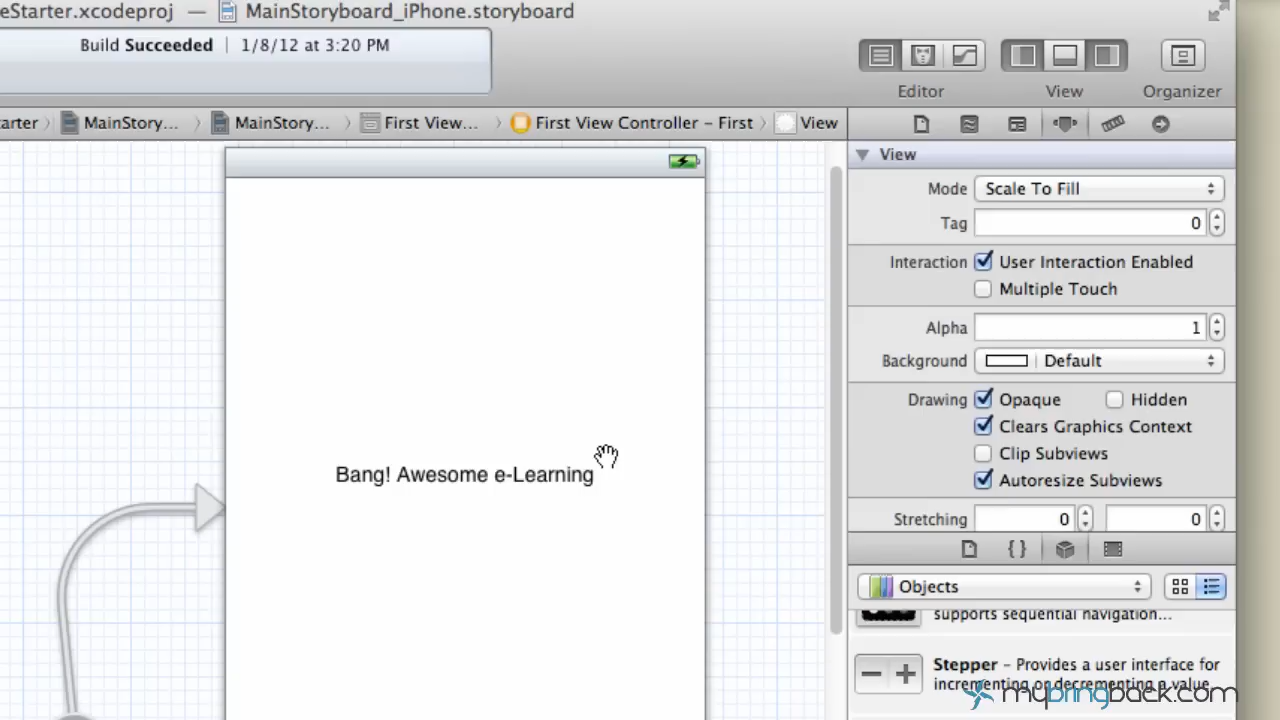 eStarter.xcodeproj — MainStoryboard_iPhone.storyboard
Build Succeeded | 1/8/12 at 3:20 PM
Editor View Organizer
arter MainStory... MainStory... First View... First View Controller – First View
View
Mode Scale To Fill
Tag 0
Interaction User Interaction Enabled
Multiple Touch
Alpha 1
Background Default
Drawing Opaque Hidden
Clears Graphics Context
Clip Subviews
Autoresize Subviews
Stretching 0 0
Bang! Awesome e-Learning
{ }
Objects
supports sequential navigation...
Stepper – Provides a user interface for
incrementing or decrementing a value.
mybringback.com